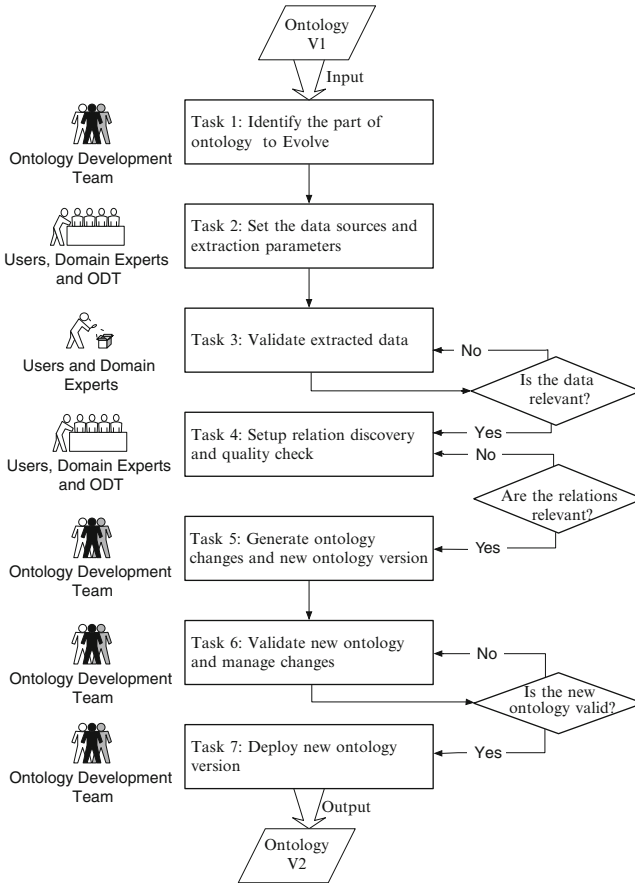 Ontology
V1
Input
Task 1: Identify the part of
ontology to Evolve
Ontology Development
Team
Task 2: Set the data sources and
extraction parameters
Users, Domain Experts
and ODT
Task 3: Validate extracted data
No
Users and Domain
Experts
Is the data
relevant?
Yes
Task 4: Setup relation discovery
and quality check
No
Users, Domain Experts
and ODT
Are the relations
relevant?
Task 5: Generate ontology
changes and new ontology version
Yes
Ontology Development
Team
Task 6: Validate new ontology
and manage changes
No
Ontology Development
Team
Is the new
ontology valid?
Task 7: Deploy new ontology
version
Yes
Ontology Development
Team
Output
Ontology
V2